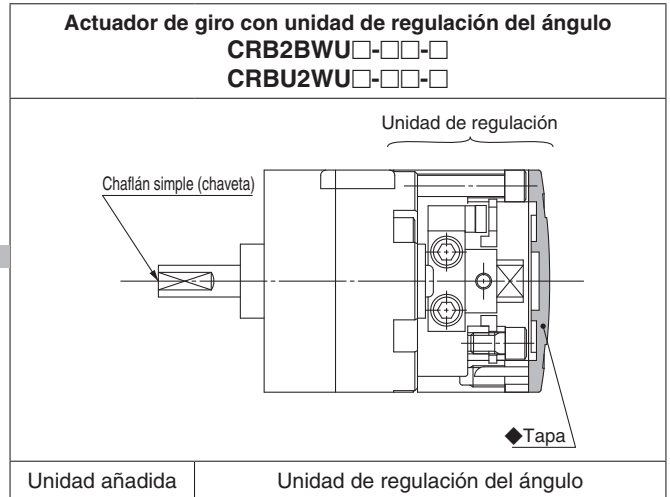 Actuador de giro con unidad de regulación del ángulo
CRB2BWU□-□□-□
CRBU2WU□-□□-□
Unidad de regulación
Chaflán simple (chaveta)
◆Tapa
Unidad añadida
Unidad de regulación del ángulo